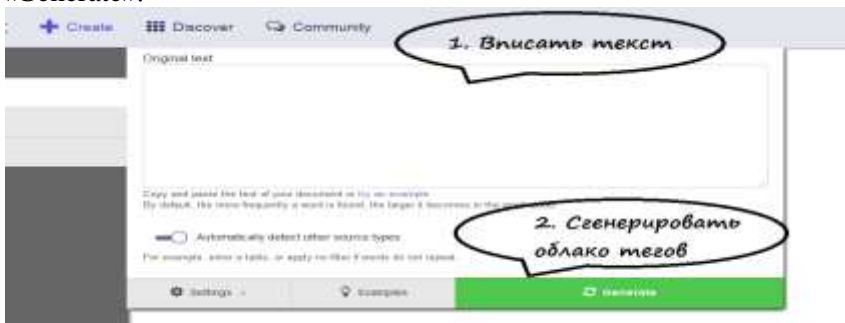 + Create Discover Community
1. Вписать текст
Original text
Copy and paste the text of your document or try an example
By default, the more frequently a word is found, the larger it becomes in the
2. Сгенерировать
облако тегов
Automatically detect other source types
For example, enter a table, or apply no filter if words do not repeat.
Settings Examples Generate